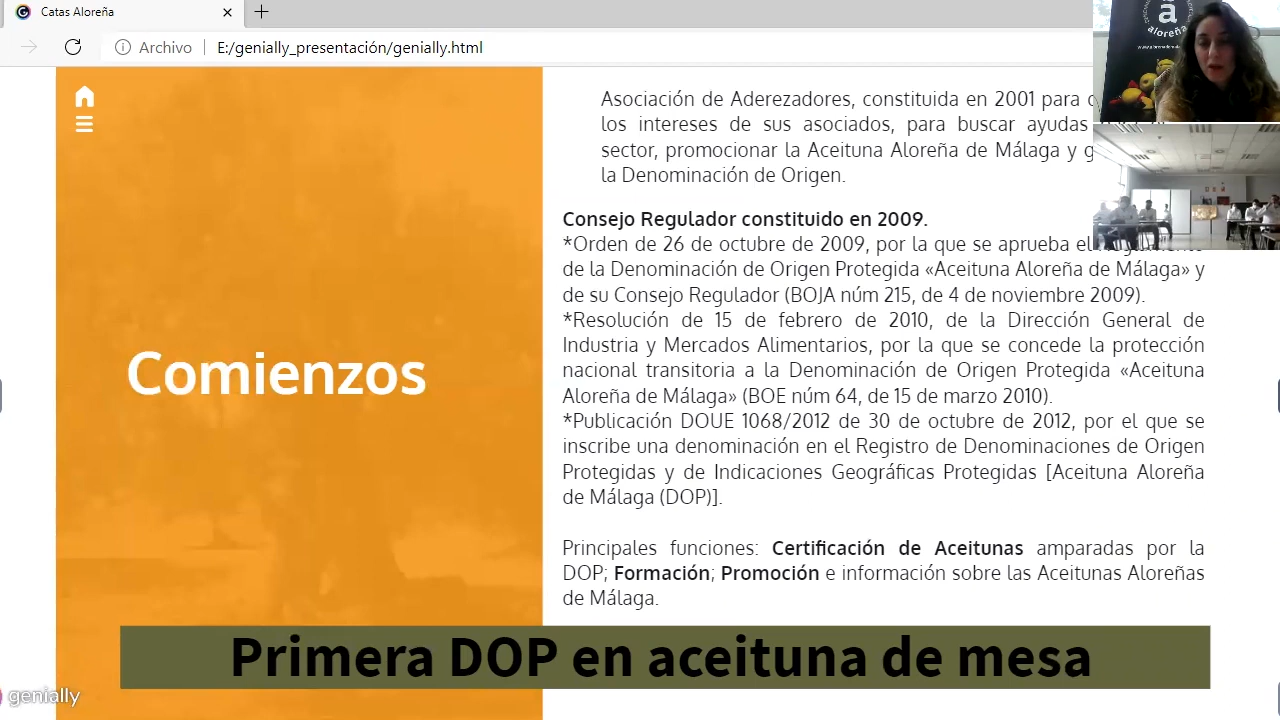 Catas Aloreña
Archivo
E:/genially_presentación/genially.html
a
aloreña
Asociación de Aderezadores, constituida en 2001 para
los intereses de sus asociados, para buscar ayudas
sector, promocionar la Aceituna Aloreña de Málaga y
la Denominación de Origen.
Consejo Regulador constituido en 2009.
*Orden de 26 de octubre de 2009, por la que se aprueba el
de la Denominación de Origen Protegida «Aceituna Aloreña de Málaga» y
de su Consejo Regulador (BOJA núm 215, de 4 de noviembre 2009).
*Resolución de 15 de febrero de 2010, de la Dirección General de
Industria y Mercados Alimentarios, por la que se concede la protección
nacional transitoria a la Denominación de Origen Protegida «Aceituna
Aloreña de Málaga» (BOE núm 64, de 15 de marzo 2010).
*Publicación DOUE 1068/2012 de 30 de octubre de 2012, por el que se
inscribe una denominación en el Registro de Denominaciones de Origen
Protegidas y de Indicaciones Geográficas Protegidas [Aceituna Aloreña
de Málaga (DOP)].
Comienzos
Principales funciones: Certificación de Aceitunas amparadas por la
DOP; Formación; Promoción e información sobre las Aceitunas Aloreñas
de Málaga.
Primera DOP en aceituna de mesa
genially